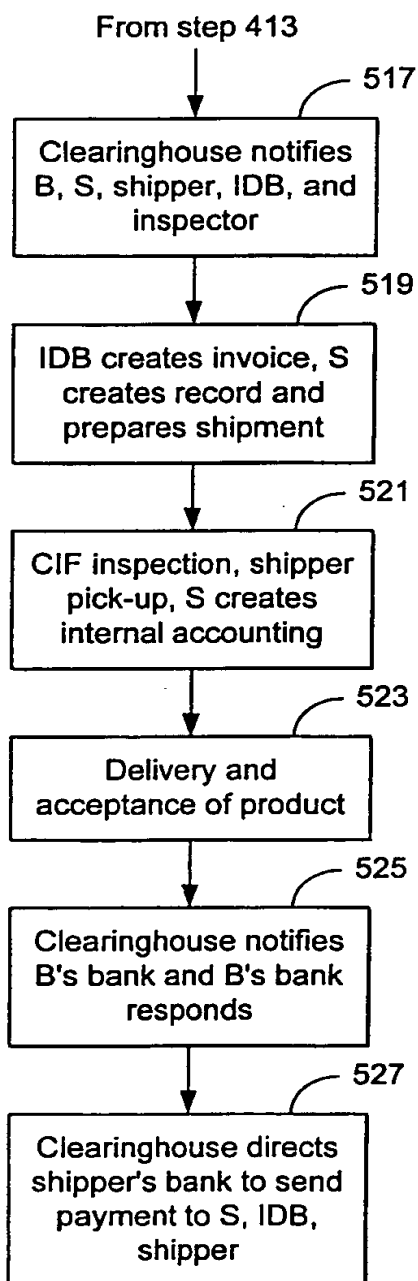 From step 413
517
Clearinghouse notifies
B, S, shipper, IDB, and
inspector
519
IDB creates invoice, S
creates record and
prepares shipment
521
CIF inspection, shipper
pick-up, S creates
internal accounting
523
Delivery and
acceptance of product
525
Clearinghouse notifies
B's bank and B's bank
responds
527
Clearinghouse directs
shipper's bank to send
payment to S, IDB,
shipper